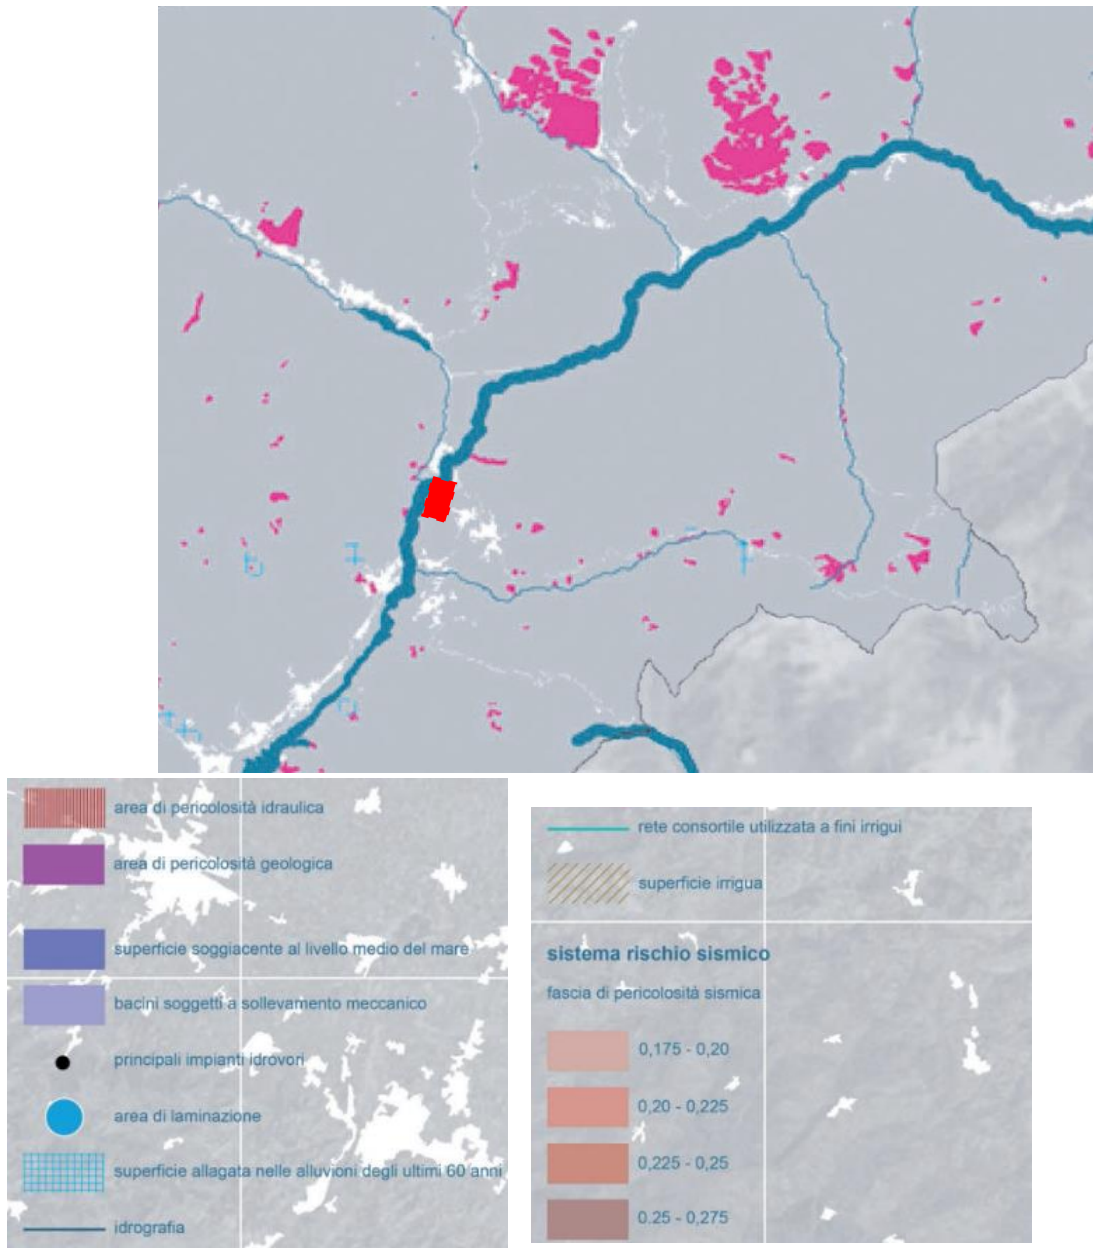 area di pericolosità idraulica
area di pericolosità geologica
superficie soggiacente al livello medio del mare
bacini soggetti a sollevamento meccanico
principali impianti idrovori
area di laminazione
superficie allagata nelle alluvioni degli ultimi 60 anni
idrografia
rete consortile utilizzata a fini irrigui
superficie irrigua
sistema rischio sismico
fascia di pericolosità sismica
0,175 - 0,20
0,20 - 0,225
0,225 - 0,25
0.25 - 0,275